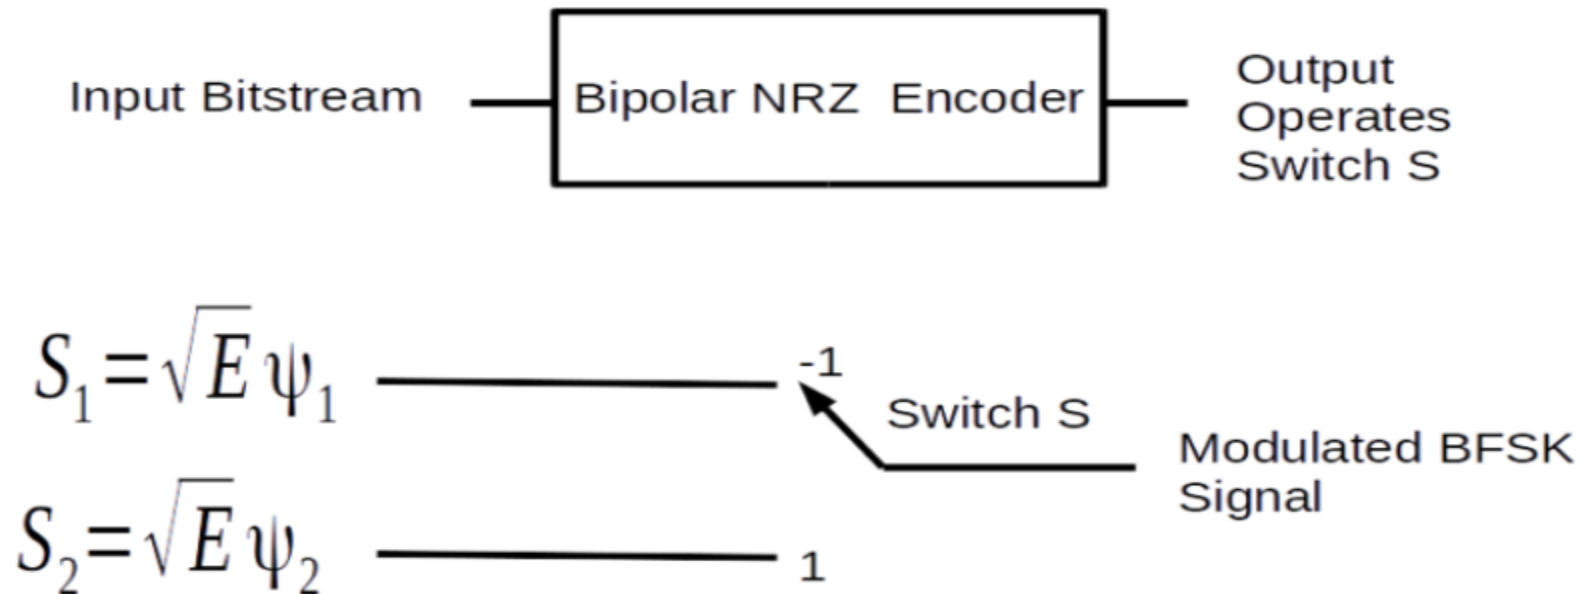 Input Bitstream
Bipolar NRZ Encoder
Output
Operates
Switch S
S₁=√E ψ₁
-1
Switch S
Modulated BFSK
Signal
S₂=√E ψ₂
1